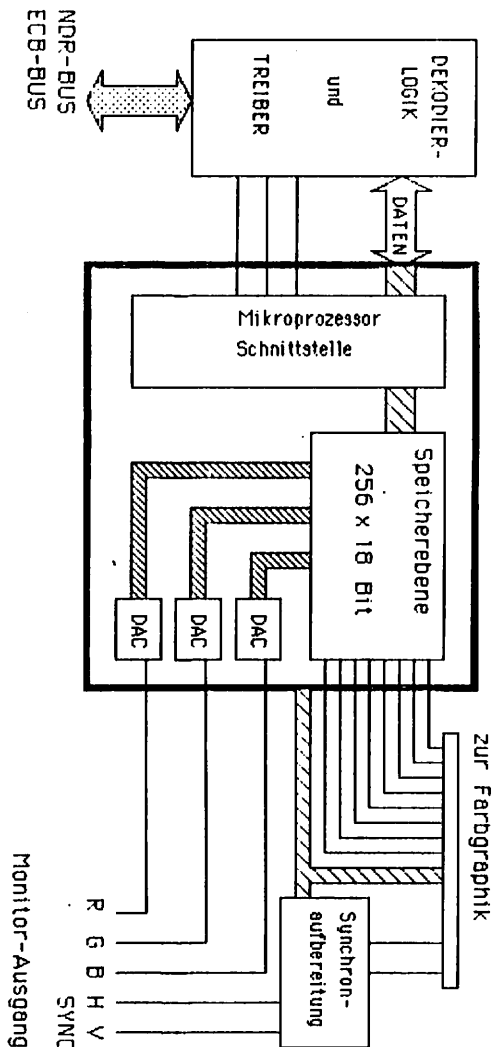 NDR-BUS
ECB-BUS
DEKODIER-
LOGIK
und
TREIBER
DATEN
Mikroprozessor
Schnittstelle
Speicherebene
256 x 18 Bit
DAC
DAC
DAC
zur Farbgraphik
Synchron-
aufbereitung
R G B H V
SYNC
Monitor-Ausgang